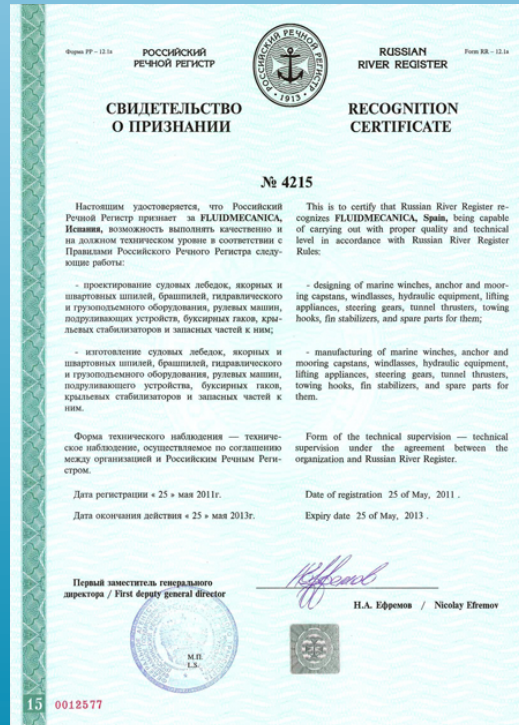 Форма РР – 12.1в
РОССИЙСКИЙ
РЕЧНОЙ РЕГИСТР
РОССИЙСКИЙ РЕЧНОЙ РЕГИСТР
• 1913 •
RUSSIAN
RIVER REGISTER
Form RR – 12.1в
СВИДЕТЕЛЬСТВО
О ПРИЗНАНИИ
RECOGNITION
CERTIFICATE
№ 4215
Настоящим удостоверяется, что Российский
Речной Регистр признает за FLUIDMECANICA,
Испания, возможность выполнять качественно и
на должном техническом уровне в соответствии с
Правилами Российского Речного Регистра следу-
ющие работы:
- проектирование судовых лебедок, якорных и
швартовных шпилей, брашпилей, гидравлического
и грузоподъемного оборудования, рулевых машин,
подруливающих устройств, буксирных гаков, кры-
льевых стабилизаторов и запасных частей к ним;
- изготовление судовых лебедок, якорных и
швартовных шпилей, брашпилей, гидравлического
и грузоподъемного оборудования, рулевых машин,
подруливающего устройства, буксирных гаков,
крыльевых стабилизаторов и запасных частей к
ним.
Форма технического наблюдения — техниче-
ское наблюдение, осуществляемое по соглашению
между организацией и Российским Речным Реги-
стром.
Дата регистрации « 25 » мая 2011г.
Дата окончания действия « 25 » мая 2013г.
This is to certify that Russian River Register re-
cognizes FLUIDMECANICA, Spain, being capable
of carrying out with proper quality and technical
level in accordance with Russian River Register
Rules:
- designing of marine winches, anchor and moor-
ing capstans, windlasses, hydraulic equipment, lifting
appliances, steering gears, tunnel thrusters, towing
hooks, fin stabilizers, and spare parts for them;
- manufacturing of marine winches, anchor and
mooring capstans, windlasses, hydraulic equipment,
lifting appliances, steering gears, tunnel thrusters,
towing hooks, fin stabilizers, and spare parts for
them.
Form of the technical supervision — technical
supervision under the agreement between the
organization and Russian River Register.
Date of registration 25 of May, 2011 .
Expiry date 25 of May, 2013 .
Первый заместитель генерального
директора / First deputy general director
Н.А. Ефремов / Nicolay Efremov
М.П.
L.S.
15 0012577